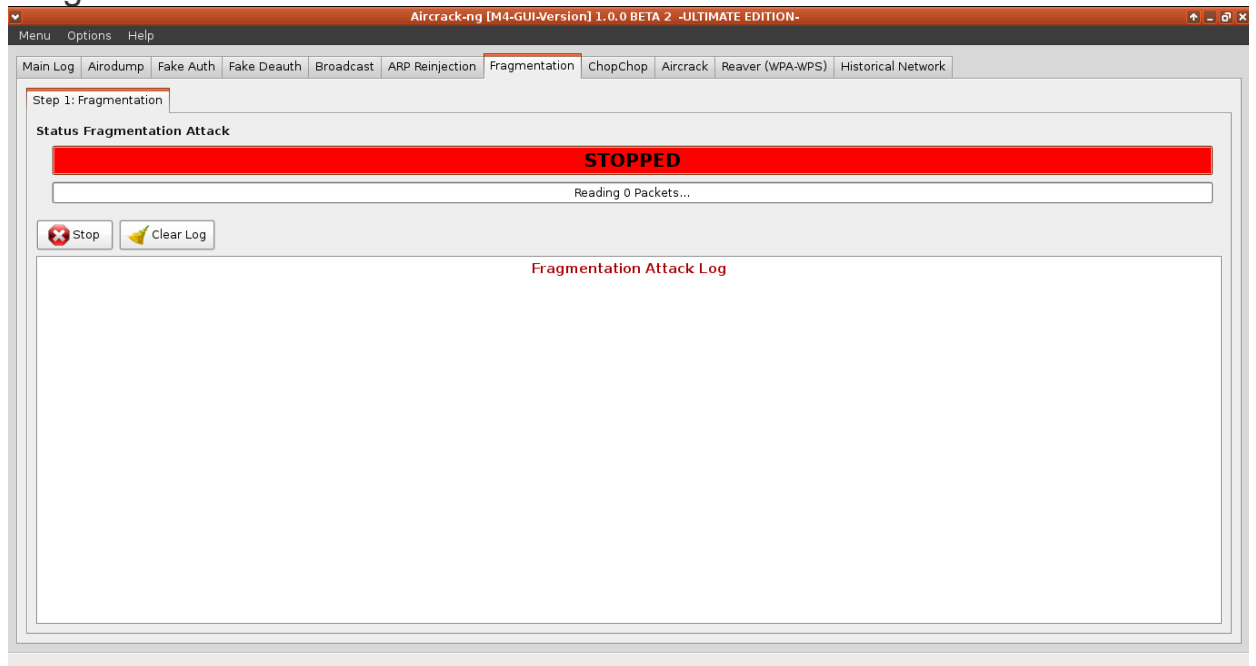 Aircrack-ng [M4-GUI-Version] 1.0.0 BETA 2 -ULTIMATE EDITION-
Menu Options Help
Main Log Airodump Fake Auth Fake Deauth Broadcast ARP Reinjection Fragmentation ChopChop Aircrack Reaver (WPA-WPS) Historical Network
Step 1: Fragmentation
Status Fragmentation Attack
STOPPED
Reading 0 Packets...
Stop Clear Log
Fragmentation Attack Log